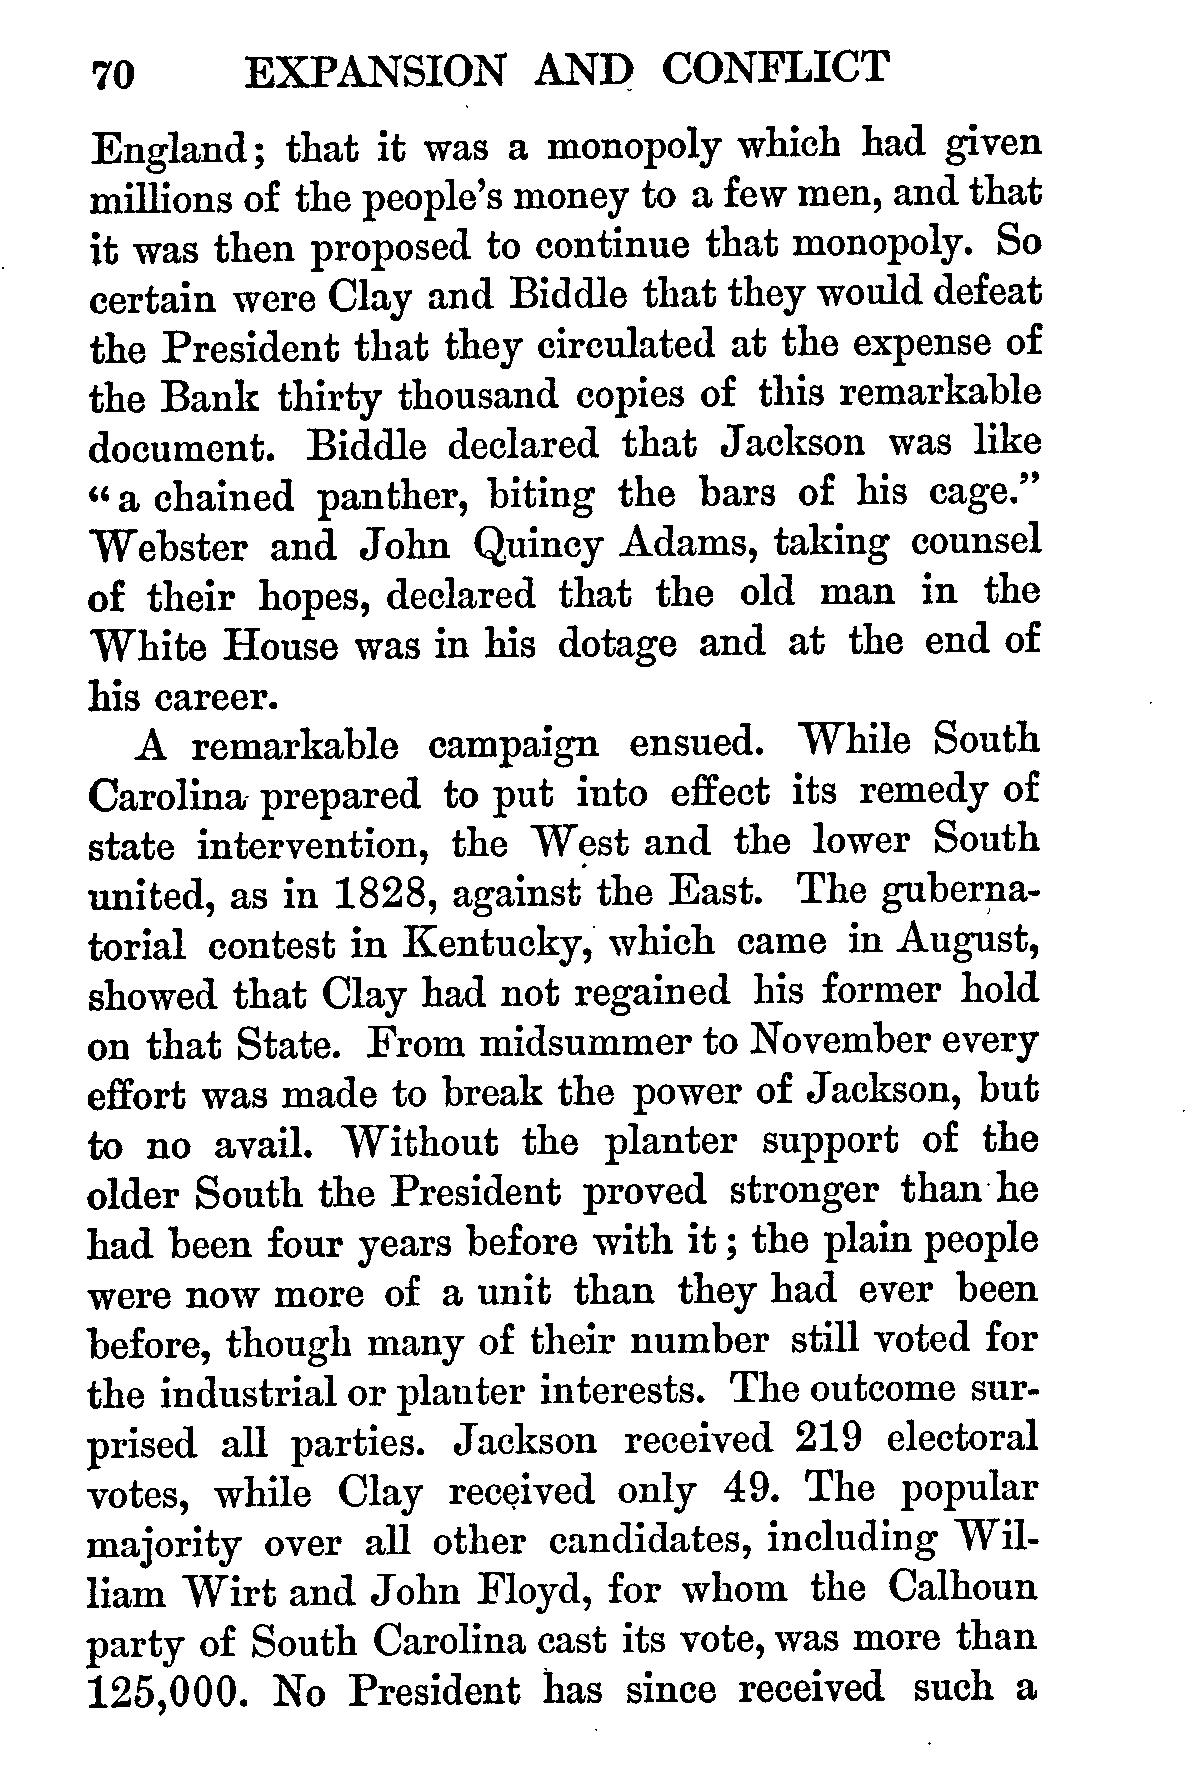 70 EXPANSION AND CONFLICT
England; that it was a monopoly which had given
millions of the people's money to a few men, and that
it was then proposed to continue that monopoly. So
certain were Clay and Biddle that they would defeat
the President that they circulated at the expense of
the Bank thirty thousand copies of this remarkable
document. Biddle declared that Jackson was like
"a chained panther, biting the bars of his cage."
Webster and John Quincy Adams, taking counsel
of their hopes, declared that the old man in the
White House was in his dotage and at the end of
his career.
A remarkable campaign ensued. While South
Carolina prepared to put into effect its remedy of
state intervention, the West and the lower South
united, as in 1828, against the East. The guberna-
torial contest in Kentucky, which came in August,
showed that Clay had not regained his former hold
on that State. From midsummer to November every
effort was made to break the power of Jackson, but
to no avail. Without the planter support of the
older South the President proved stronger than he
had been four years before with it; the plain people
were now more of a unit than they had ever been
before, though many of their number still voted for
the industrial or planter interests. The outcome sur-
prised all parties. Jackson received 219 electoral
votes, while Clay received only 49. The popular
majority over all other candidates, including Wil-
liam Wirt and John Floyd, for whom the Calhoun
party of South Carolina cast its vote, was more than
125,000. No President has since received such a